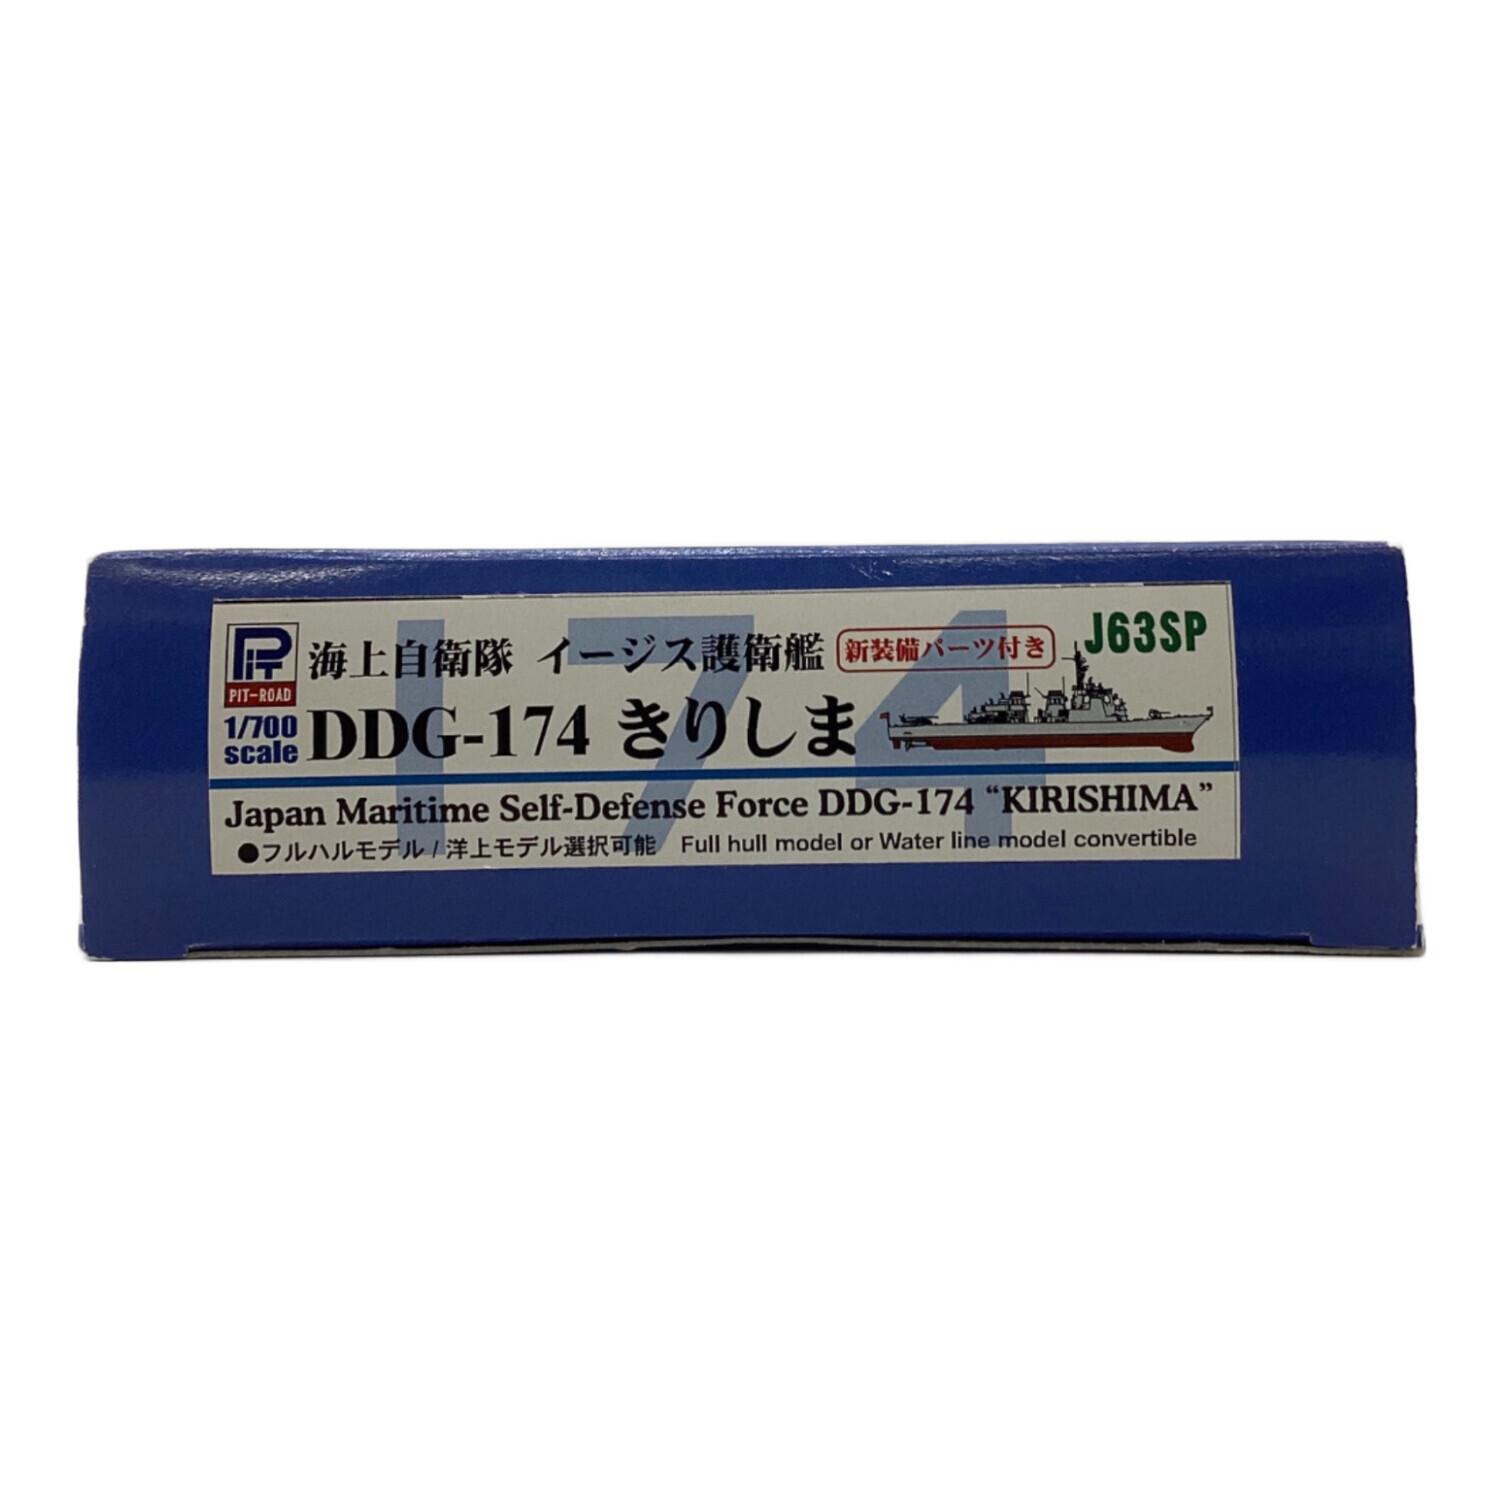 PIT
PIT-ROAD
1/700
scale
海上自衛隊 イージス護衛艦
新装備パーツ付き
J63SP
DDG-174 きりしま
174
Japan Maritime Self-Defense Force DDG-174 “KIRISHIMA”
●フルハルモデル / 洋上モデル選択可能 Full hull model or Water line model convertible